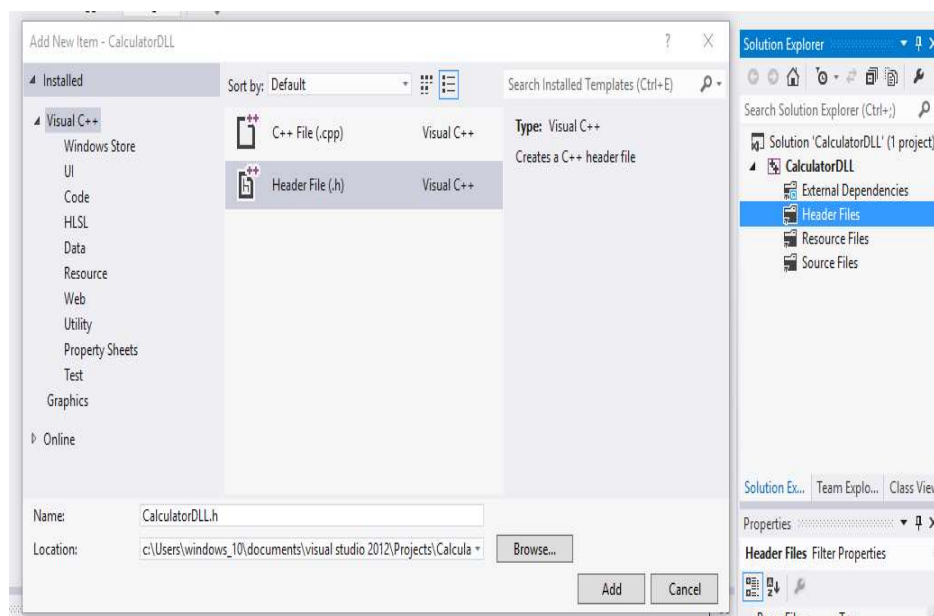 Add New Item - CalculatorDLL
? X
Installed
Sort by: Default
Search Installed Templates (Ctrl+E)
Visual C++
Windows Store
UI
Code
HLSL
Data
Resource
Web
Utility
Property Sheets
Test
Graphics
Online
C++ File (.cpp) Visual C++
Header File (.h) Visual C++
Type: Visual C++
Creates a C++ header file
Name: CalculatorDLL.h
Location: c:\Users\windows_10\documents\visual studio 2012\Projects\Calcula
Browse...
Add Cancel
Solution Explorer
Search Solution Explorer (Ctrl+;)
Solution 'CalculatorDLL' (1 project)
CalculatorDLL
External Dependencies
Header Files
Resource Files
Source Files
Solution Ex... Team Explo... Class View
Properties
Header Files Filter Properties